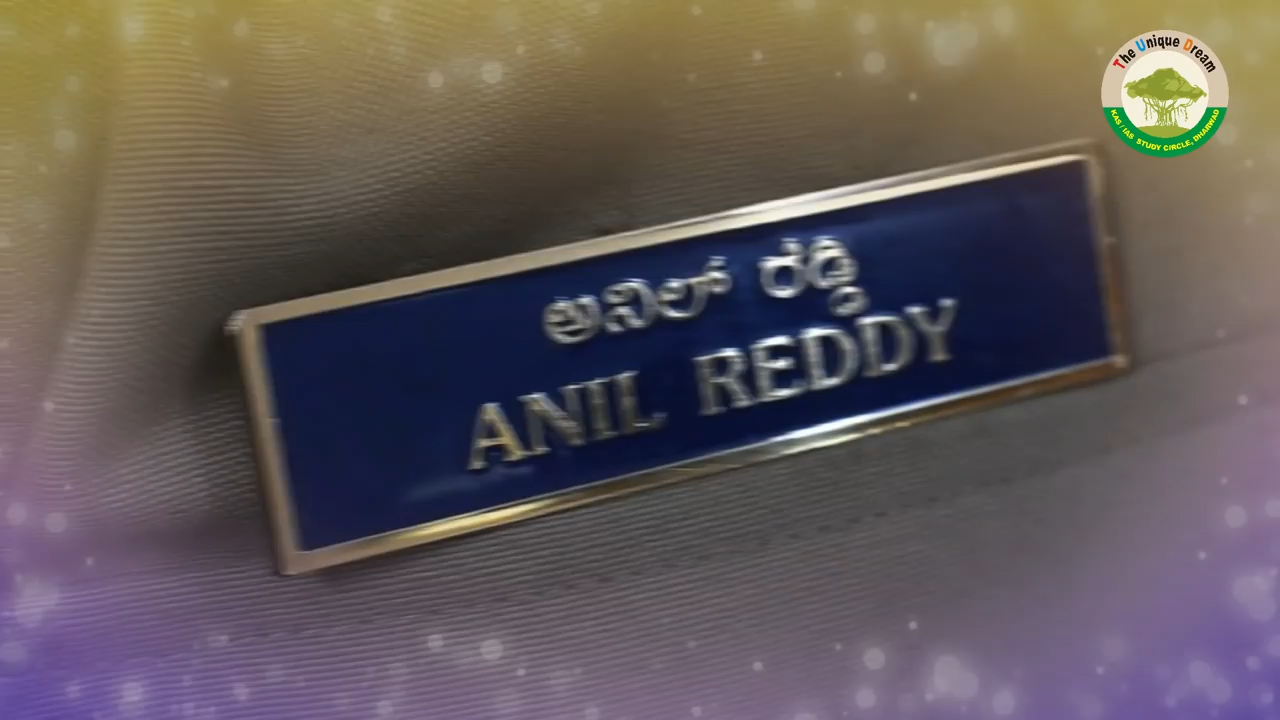 The Unique Dream
KAS / IAS STUDY CIRCLE, DHARWAD
ಅನಿಲ್ ರೆಡ್ಡಿ
ANIL REDDY